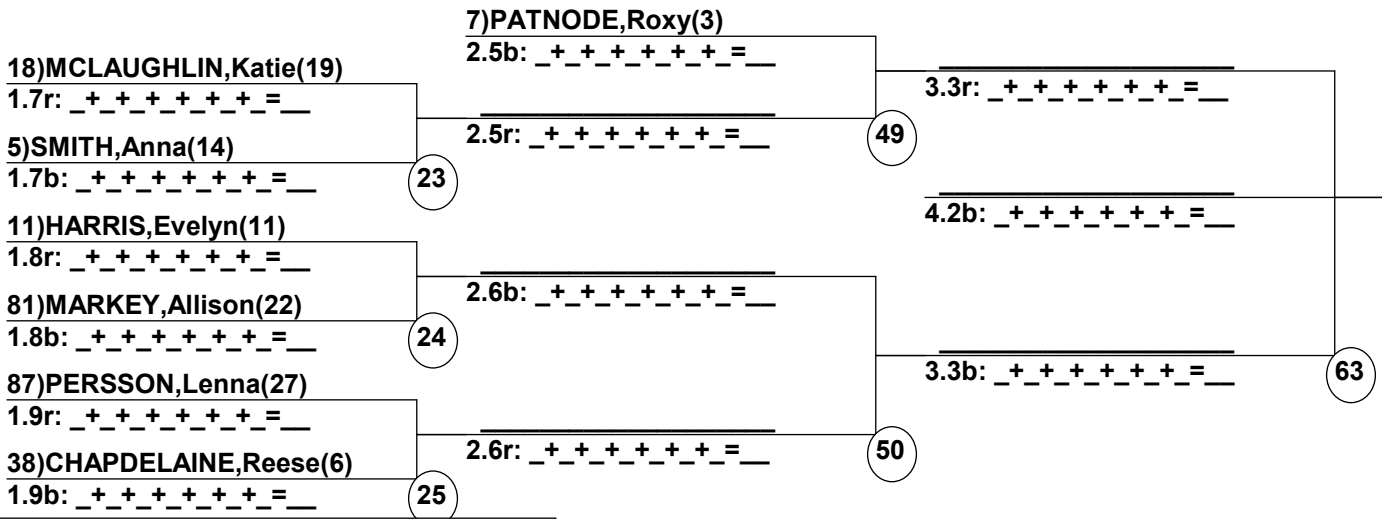 7)PATNODE,Roxy(3)
2.5b: _+_+_+_+_+_=__
18)MCLAUGHLIN,Katie(19)
1.7r: _+_+_+_+_+_=__
3.3r: _+_+_+_+_+_=__
2.5r: _+_+_+_+_+_=__
49
5)SMITH,Anna(14)
1.7b: _+_+_+_+_+_=__
23
4.2b: _+_+_+_+_+_=__
11)HARRIS,Evelyn(11)
1.8r: _+_+_+_+_+_=__
2.6b: _+_+_+_+_+_=__
81)MARKEY,Allison(22)
1.8b: _+_+_+_+_+_=__
24
3.3b: _+_+_+_+_+_=__
63
87)PERSSON,Lenna(27)
1.9r: _+_+_+_+_+_=__
2.6r: _+_+_+_+_+_=__
50
38)CHAPDELAINE,Reese(6)
1.9b: _+_+_+_+_+_=__
25